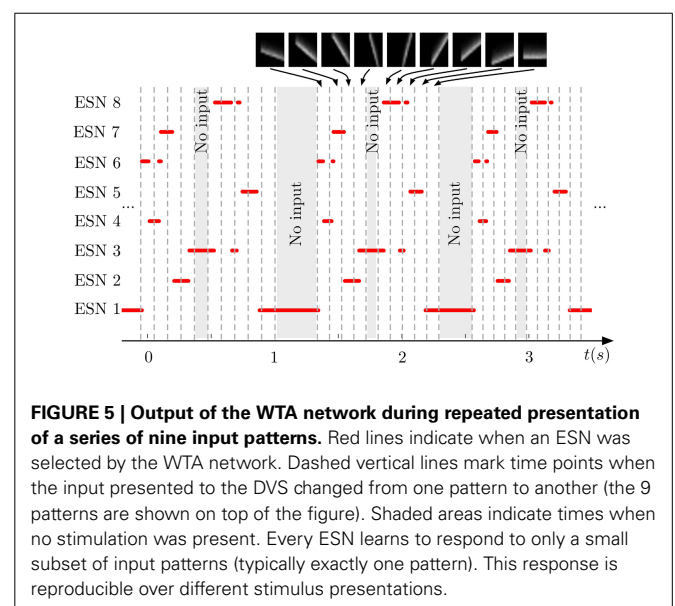 ESN 8
ESN 7
ESN 6
ESN 5
...
ESN 4
ESN 3
ESN 2
ESN 1
No input
No input
No input
No input
No input
...
0 1 2 3 t(s)
FIGURE 5 | Output of the WTA network during repeated presentation
of a series of nine input patterns. Red lines indicate when an ESN was
selected by the WTA network. Dashed vertical lines mark time points when
the input presented to the DVS changed from one pattern to another (the 9
patterns are shown on top of the figure). Shaded areas indicate times when
no stimulation was present. Every ESN learns to respond to only a small
subset of input patterns (typically exactly one pattern). This response is
reproducible over different stimulus presentations.